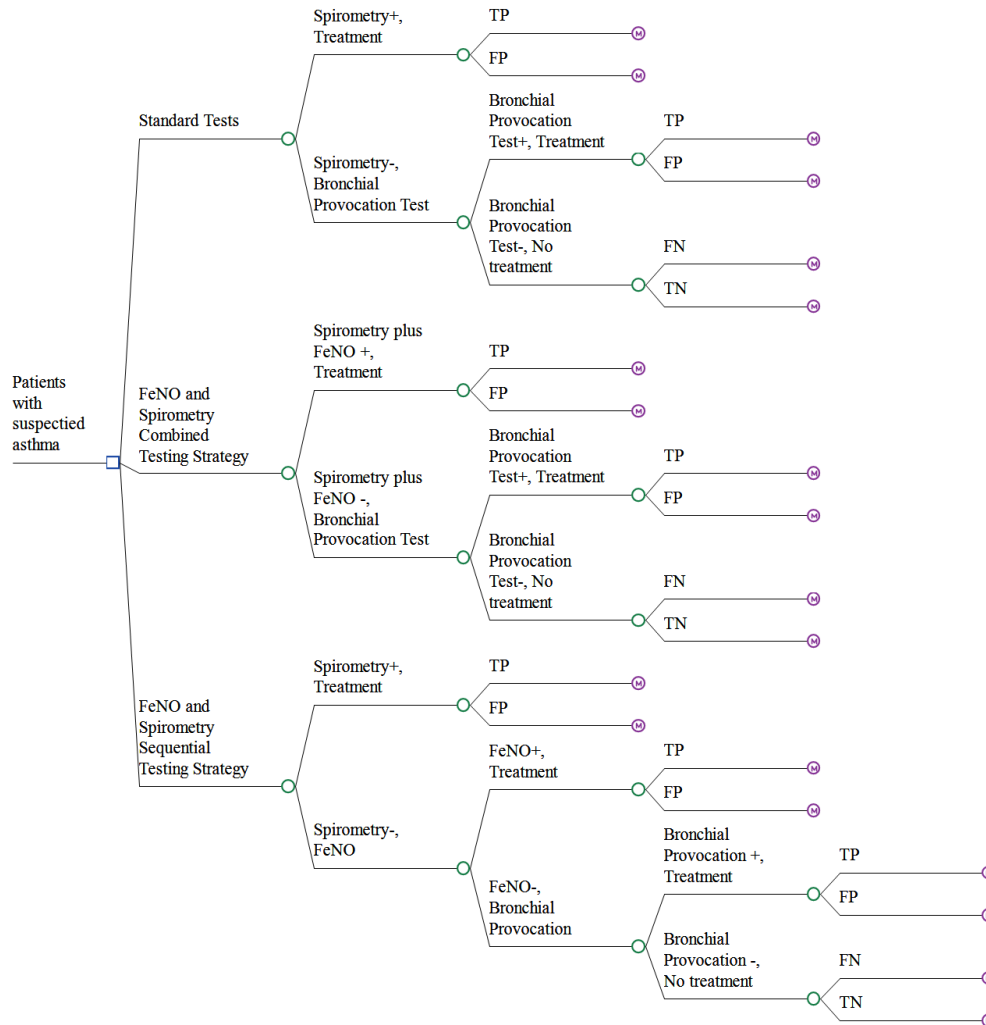 Spirometry+,
Treatment
TP
M
FP
M
Standard Tests
Bronchial
Provocation
Test+, Treatment
TP
M
FP
M
Spirometry-,
Bronchial
Provocation Test
Bronchial
Provocation
Test-, No
treatment
FN
M
TN
M
Patients
with
suspectied
asthma
FeNO and
Spirometry
Combined
Testing Strategy
Spirometry plus
FeNO +,
Treatment
TP
M
FP
M
Spirometry plus
FeNO -,
Bronchial
Provocation Test
Bronchial
Provocation
Test+, Treatment
TP
M
FP
M
Bronchial
Provocation
Test-, No
treatment
FN
M
TN
M
FeNO and
Spirometry
Sequential
Testing Strategy
Spirometry+,
Treatment
TP
M
FP
M
Spirometry-,
FeNO
FeNO+,
Treatment
TP
M
FP
M
FeNO-,
Bronchial
Provocation
Bronchial
Provocation +,
Treatment
TP
FP
Bronchial
Provocation -,
No treatment
FN
TN